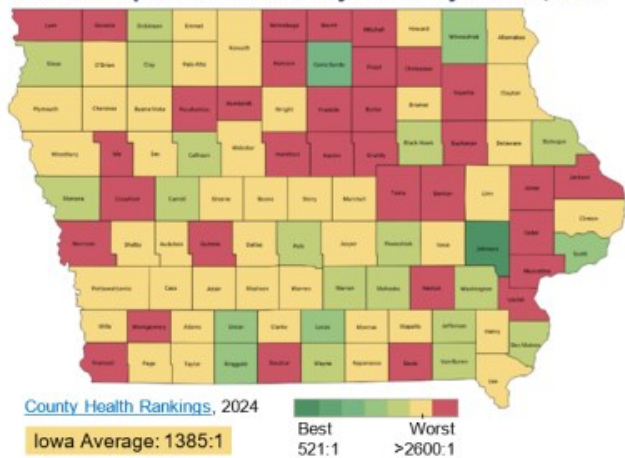 Lyon Osceola Dickinson Emmet Winnebago Worth Mitchell Howard Winneshiek Allamakee
Kossuth
Sioux O'Brien Clay Palo Alto Hancock Cerro Gordo Floyd Chickasaw
Fayette Clayton
Plymouth Cherokee Buena Vista Pocahontas Humboldt Wright Franklin Butler Bremer
Woodbury Ida Sac Calhoun Webster Hamilton Hardin Grundy Black Hawk Buchanan Delaware Dubuque
Monona Crawford Carroll Greene Boone Story Marshall Tama Benton Linn Jones Jackson
Clinton
Harrison Shelby Audubon Guthrie Dallas Polk Jasper Poweshiek Iowa Johnson Cedar Scott
Muscatine
Pottawattamie Cass Adair Madison Warren Marion Mahaska Keokuk Washington Louisa
Mills Montgomery Adams Union Clarke Lucas Monroe Wapello Jefferson Henry Des Moines
Fremont Page Taylor Ringgold Decatur Wayne Appanoose Davis Van Buren Lee
County Health Rankings, 2024
Iowa Average: 1385:1
Best Worst
521:1 >2600:1